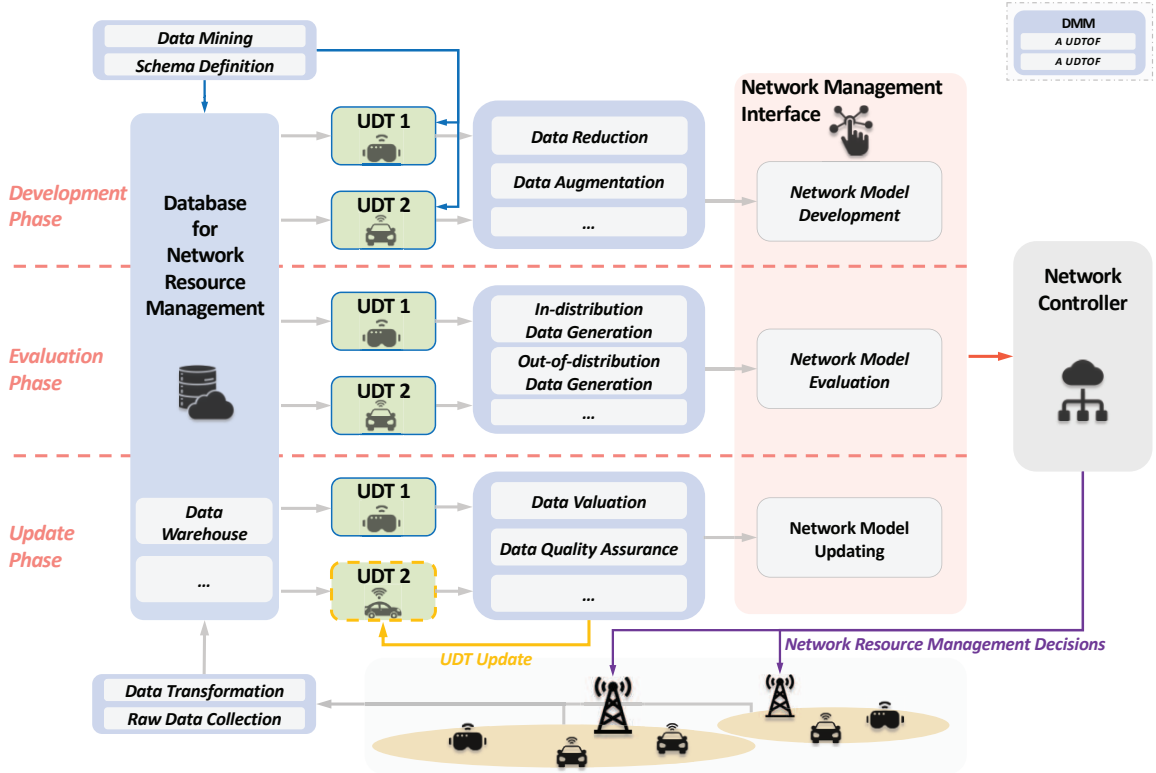 Data Mining
Schema Definition
DMM
A UDTOF
A UDTOF
Development
Phase
Database
for
Network
Resource
Management
UDT 1
UDT 2
Data Reduction
Data Augmentation
...
Network Management
Interface
Network Model
Development
Evaluation
Phase
UDT 1
UDT 2
In-distribution
Data Generation
Out-of-distribution
Data Generation
...
Network Model
Evaluation
Network
Controller
Update
Phase
Data
Warehouse
...
UDT 1
UDT 2
Data Valuation
Data Quality Assurance
...
Network Model
Updating
UDT Update
Network Resource Management Decisions
Data Transformation
Raw Data Collection